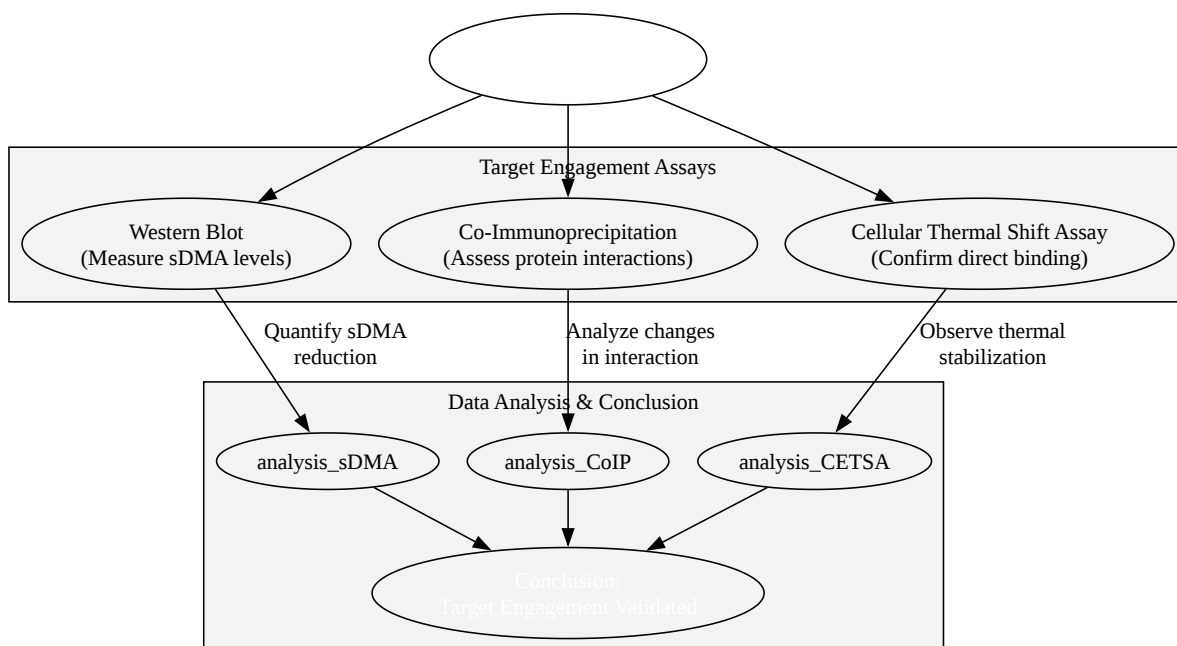 Target Engagement Assays
Western Blot
(Measure sDMA levels)
Co-Immunoprecipitation
(Assess protein interactions)
Cellular Thermal Shift Assay
(Confirm direct binding)
Quantify sDMA
reduction
Analyze changes
in interaction
Observe thermal
stabilization
Data Analysis & Conclusion
analysis_sDMA
analysis_CoIP
analysis_CETSA
Conclusion:
Target Engagement Validated